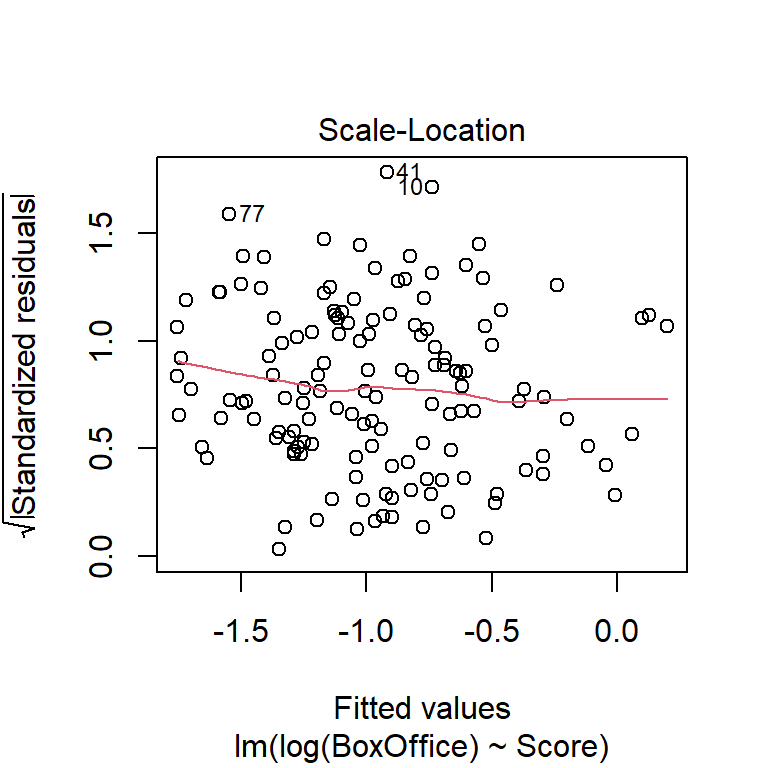 Scale-Location
√|Standardized residuals|
1.5
1.0
0.5
0.0
41
10
77
-1.5 -1.0 -0.5 0.0
Fitted values
lm(log(BoxOffice) ~ Score)